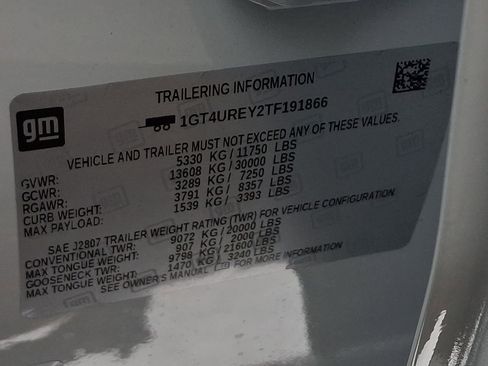 TRAILERING INFORMATION
gm
1GT4UREY2TF191866
VEHICLE AND TRAILER MUST NOT EXCEED ANY OF THESE VALUES.
GVWR: 5330 KG/11750 LBS
GCWR: 13608 KG/30000 LBS
RGAWR: 3289 KG/ 7250 LBS
CURB WEIGHT: 3791 KG/ 8357 LBS
MAX PAYLOAD: 1539 KG/ 3393 LBS
SAE J2807 TRAILER WEIGHT RATING (TWR) FOR VEHICLE CONFIGURATION.
CONVENTIONAL TWR: 9072 KG/20000 LBS
MAX TONGUE WEIGHT: 907 KG/ 2000 LBS
GOOSENECK TWR: 9798 KG/21600 LBS
MAX TONGUE WEIGHT: 1470 KG/ 3240 LBS
SEE OWNER'S MANUAL FOR MORE INFORMATION